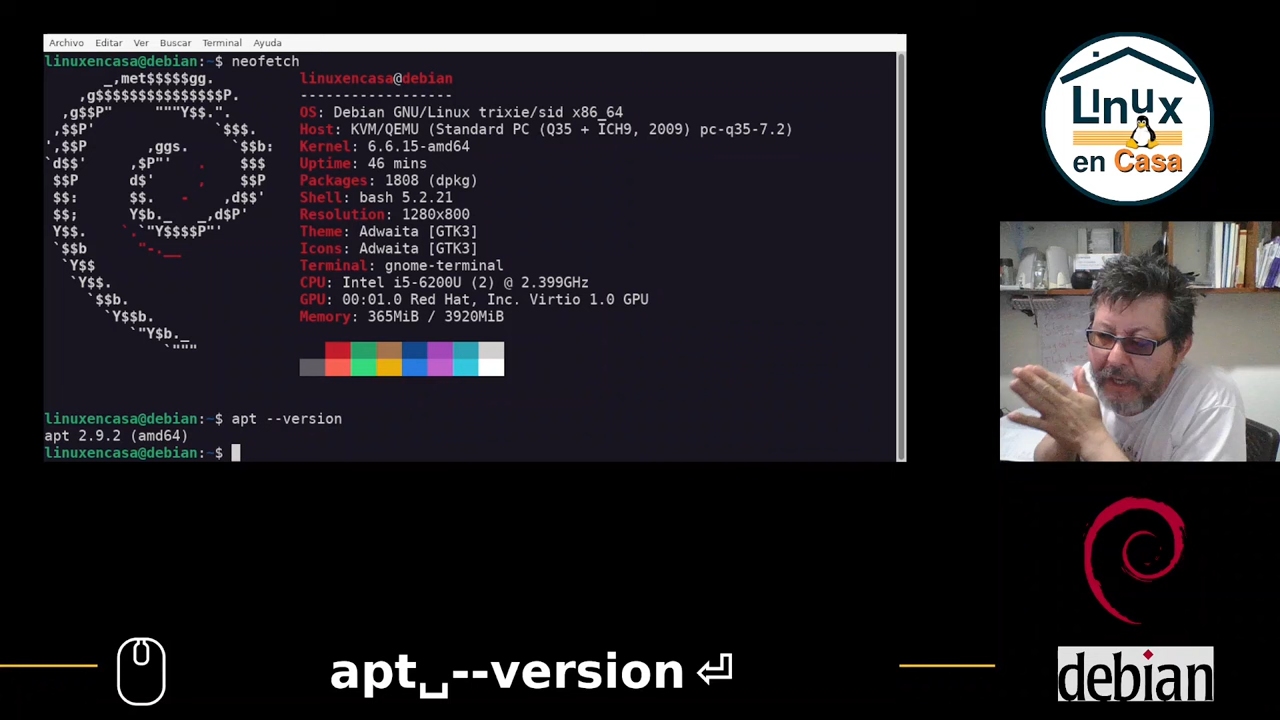 Archivo Editar Ver Buscar Terminal Ayuda
linuxencasa@debian:~$ neofetch
_,met$$$$$gg.
linuxencasa@debian
,g$$$$$$$$$$$$$$$P.
------------------
,g$$P"     """Y$$.".
OS: Debian GNU/Linux trixie/sid x86_64
,$$P'              `$$$.
Host: KVM/QEMU (Standard PC (Q35 + ICH9, 2009) pc-q35-7.2)
',$$P       ,ggs.     `$$b:
Kernel: 6.6.15-amd64
`d$$'     ,$P"'   .    $$$
Uptime: 46 mins
$$P      d$'     ,    $$P
Packages: 1808 (dpkg)
$$:      $$.   -    ,d$$'
Shell: bash 5.2.21
$$;      Y$b._   _,d$P'
Resolution: 1280x800
Y$$.    `.`"Y$$$$P"'
Theme: Adwaita [GTK3]
`$$b      "-.__
Icons: Adwaita [GTK3]
`Y$$
Terminal: gnome-terminal
`Y$$.
CPU: Intel i5-6200U (2) @ 2.399GHz
`$$b.
GPU: 00:01.0 Red Hat, Inc. Virtio 1.0 GPU
`Y$$b.
Memory: 365MiB / 3920MiB
`"Y$b._
`"""
linuxencasa@debian:~$ apt --version
apt 2.9.2 (amd64)
linuxencasa@debian:~$
Linux
en Casa
debian
apt␣--version ⏎